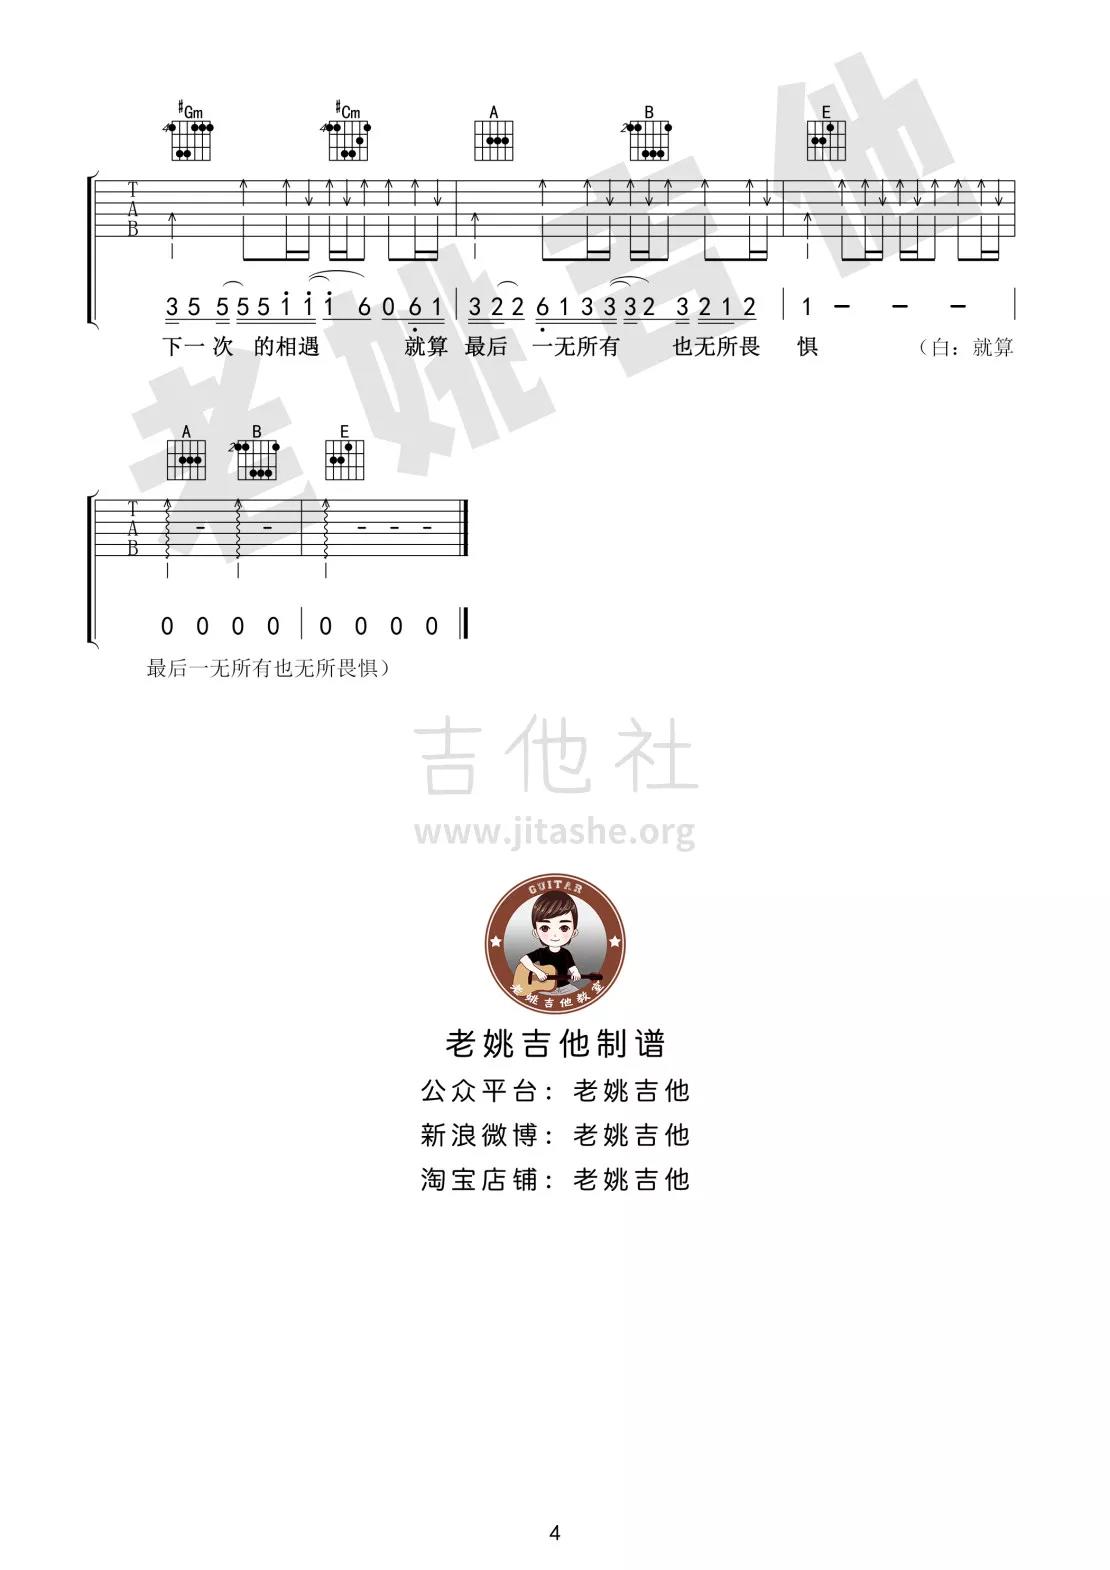 老姚吉他
♯Gm ♯Cm A B E
4 4 2
T
A
B
3 5 5 5 5 5 1 1 1 6 0 6 1 | 3 2 2 6 1 3 3 3 2 3 2 1 2 | 1 – – – |
下一次 的相遇 就算 最后 一无所有 也无所畏 惧 （白：就算
A B E
2
T
A
B
0 0 0 0 | 0 0 0 0
最后一无所有也无所畏惧）
吉他社
www.jitashe.org
GUITAR
老姚吉他教室
老姚吉他制谱
公众平台：老姚吉他
新浪微博：老姚吉他
淘宝店铺：老姚吉他
4